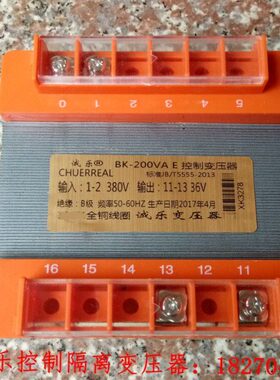 0 1 2 3 4 5 6
诚乐® BK-200VA E 控制变压器
CHUERREAL 标准JB/T5555-2013
输入：1-2 380V 输出：11-13 36V
绝缘：B级 频率50-60HZ 生产日期2017年4月
全铜线圈 诚乐变压器
XK3278
16 15 14 13 12 11
乐控制隔离变压器：18270